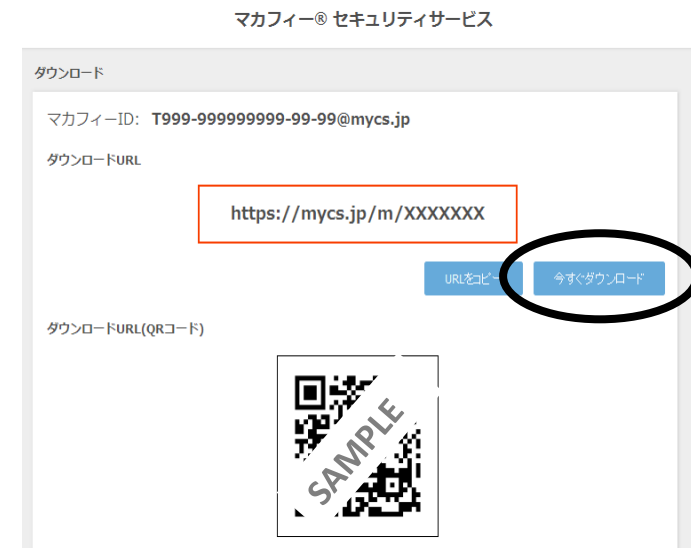 マカフィー® セキュリティサービス
ダウンロード
マカフィーID: T999-999999999-99-99@mycs.jp
ダウンロードURL
https://mycs.jp/m/XXXXXXX
URLをコピー 今すぐダウンロード
ダウンロードURL(QRコード)
SAMPLE